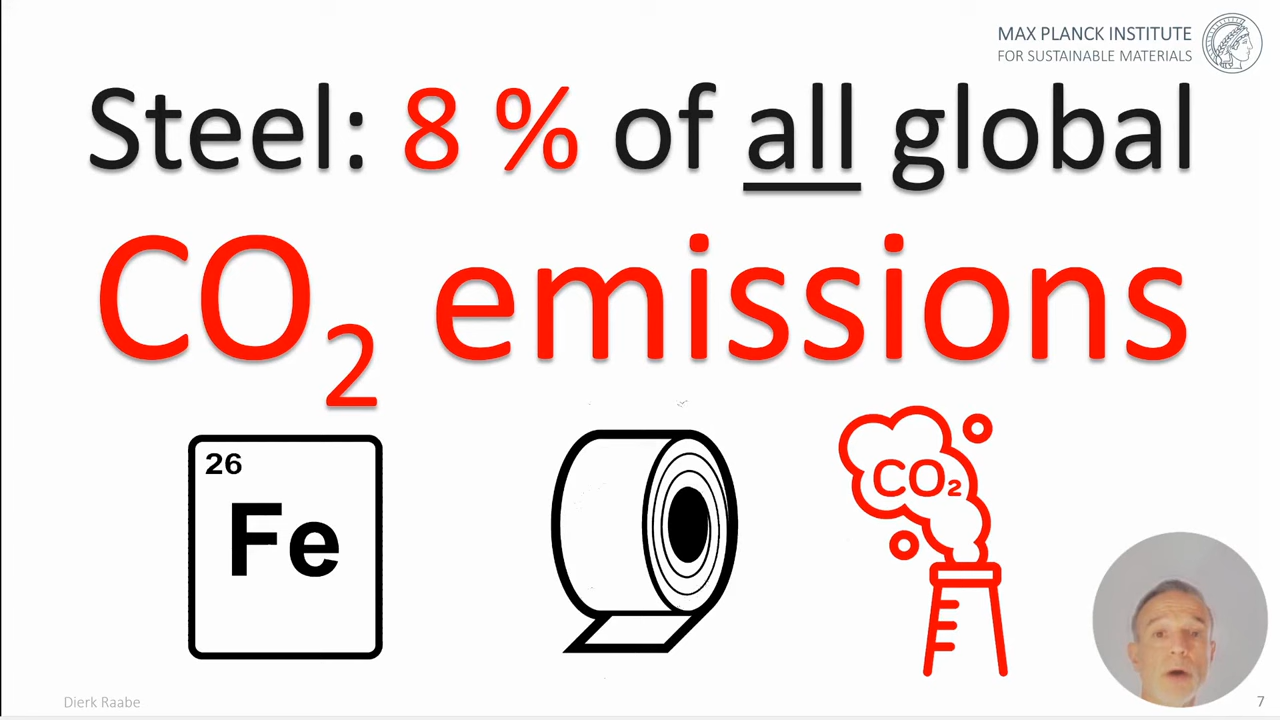 MAX PLANCK INSTITUTE
FOR SUSTAINABLE MATERIALS
Steel: 8 % of all global
CO₂ emissions
26
Fe
CO₂
Dierk Raabe
7